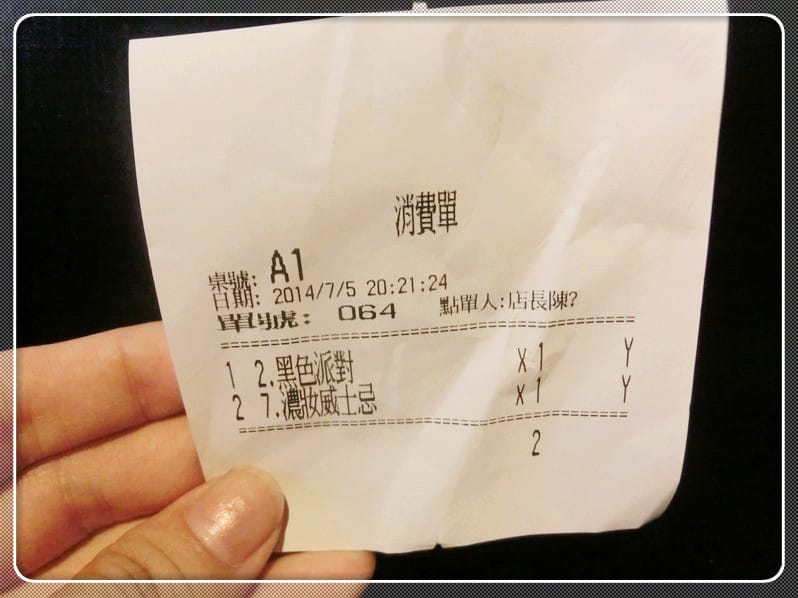 消費單
桌號: A1
日期: 2014/7/5 20:21:24
單號: 064 點單人:店長陳?
1 2.黑色派對 x1 Y
2 7.濃妝威士忌 x1 Y
2